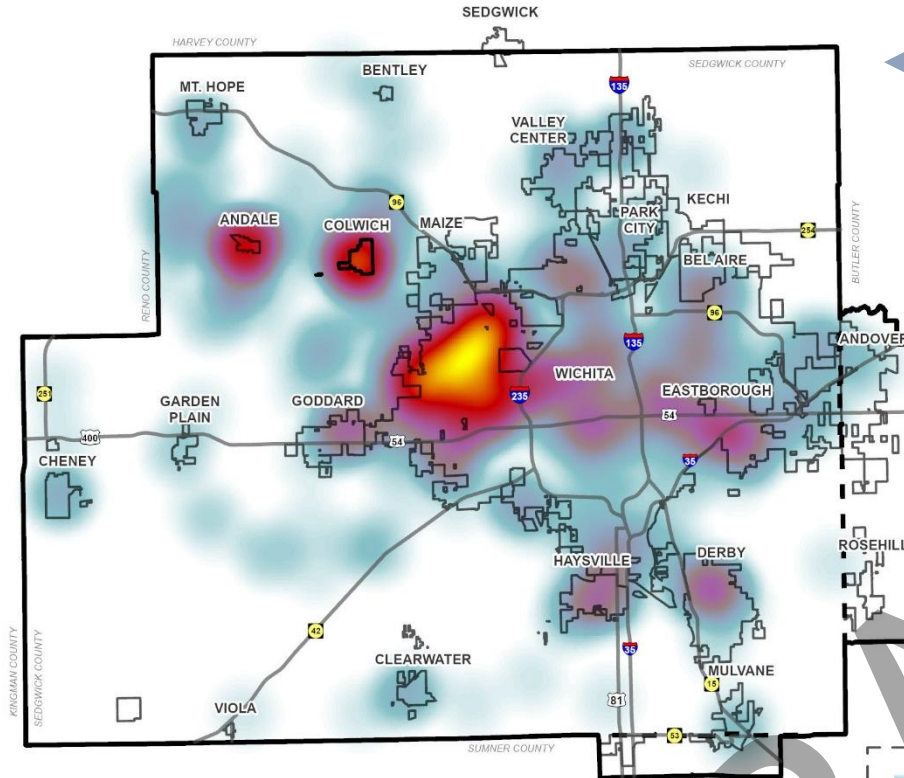 SEDGWICK
HARVEY COUNTY
SEDGWICK COUNTY
BENTLEY
MT. HOPE
135
VALLEY
CENTER
96
KECHI
ANDALE
COLWICH
MAIZE
PARK
CITY
254
BEL AIRE
BUTLER COUNTY
RENO COUNTY
96
135
ANDOVER
WICHITA
251
235
EASTBOROUGH
GARDEN
PLAIN
GODDARD
54
400
54
CHENEY
35
HAYSVILLE
DERBY
ROSEHILL
42
35
KINGMAN COUNTY
SEDGWICK COUNTY
CLEARWATER
MULVANE
15
81
VIOLA
53
SUMNER COUNTY